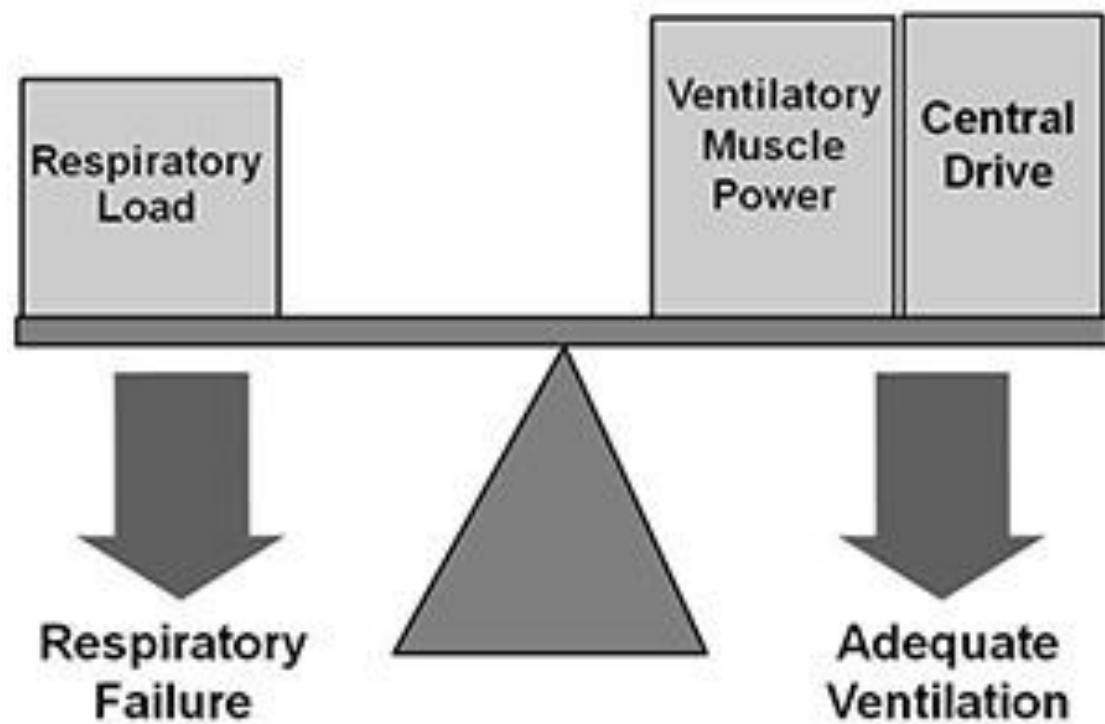 Respiratory
Load
Ventilatory
Muscle
Power
Central
Drive
Respiratory
Failure
Adequate
Ventilation